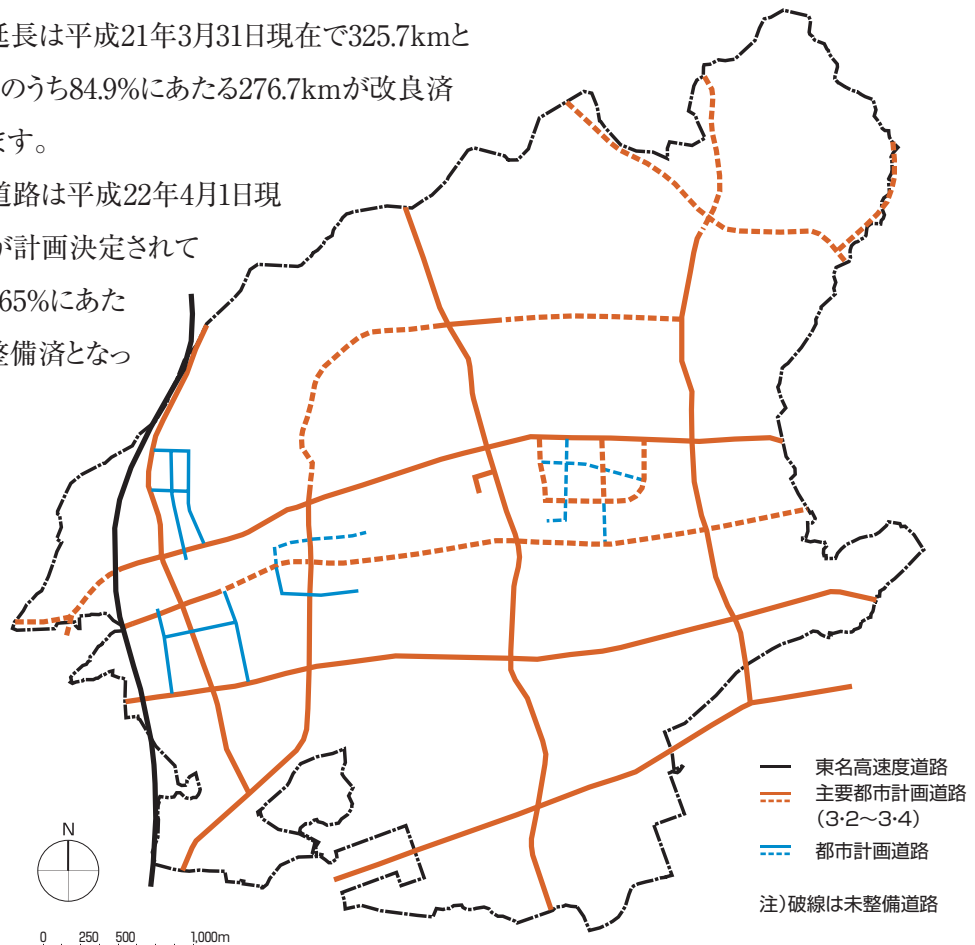 延長は平成21年3月31日現在で325.7kmと
のうち84.9%にあたる276.7kmが改良済
ます。
道路は平成22年4月1日現
が計画決定されて
65%にあた
整備済となっ
東名高速度道路
主要都市計画道路
(3・2〜3・4)
都市計画道路
注)破線は未整備道路
N
0 250 500 1,000m